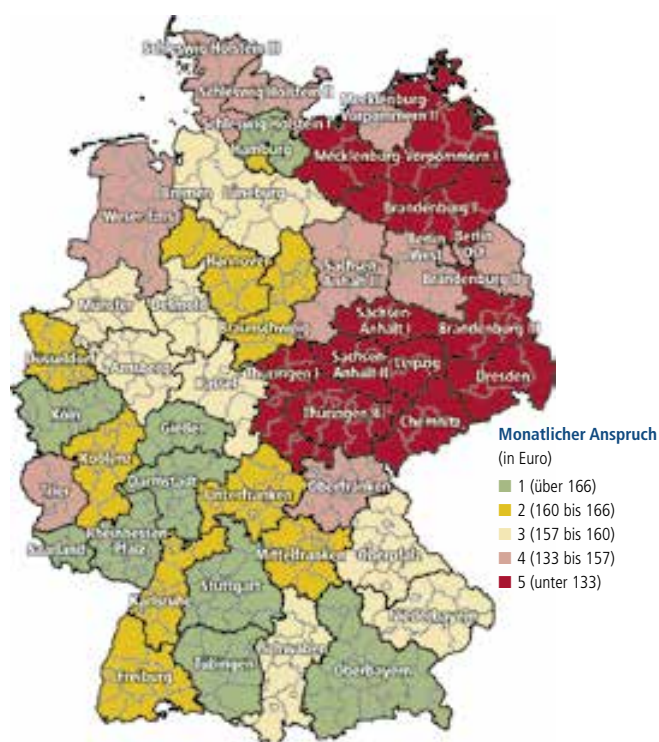 Schleswig Holstein III
Schleswig Holstein II
Mecklenburg-
Vorpommern II
Schleswig Holstein I
Hamburg
Mecklenburg-Vorpommern I
Bremen
Lüneburg
Weser-Ems
Brandenburg I
Berlin
West
Berlin
Ost
Hannover
Sachsen-
Anhalt III
Brandenburg II
Münster
Detmold
Braunschweig
Sachsen-
Anhalt I
Brandenburg III
Düsseldorf
Arnsberg
Kassel
Thüringen I
Sachsen-
Anhalt II
Leipzig
Dresden
Köln
Gießen
Thüringen II
Chemnitz
Koblenz
Darmstadt
Trier
Unterfranken
Oberfranken
Rheinhessen-
Pfalz
Saarland
Mittelfranken
Oberpfalz
Karlsruhe
Stuttgart
Niederbayern
Schwaben
Freiburg
Tübingen
Oberbayern
Monatlicher Anspruch
(in Euro)
1 (über 166)
2 (160 bis 166)
3 (157 bis 160)
4 (133 bis 157)
5 (unter 133)